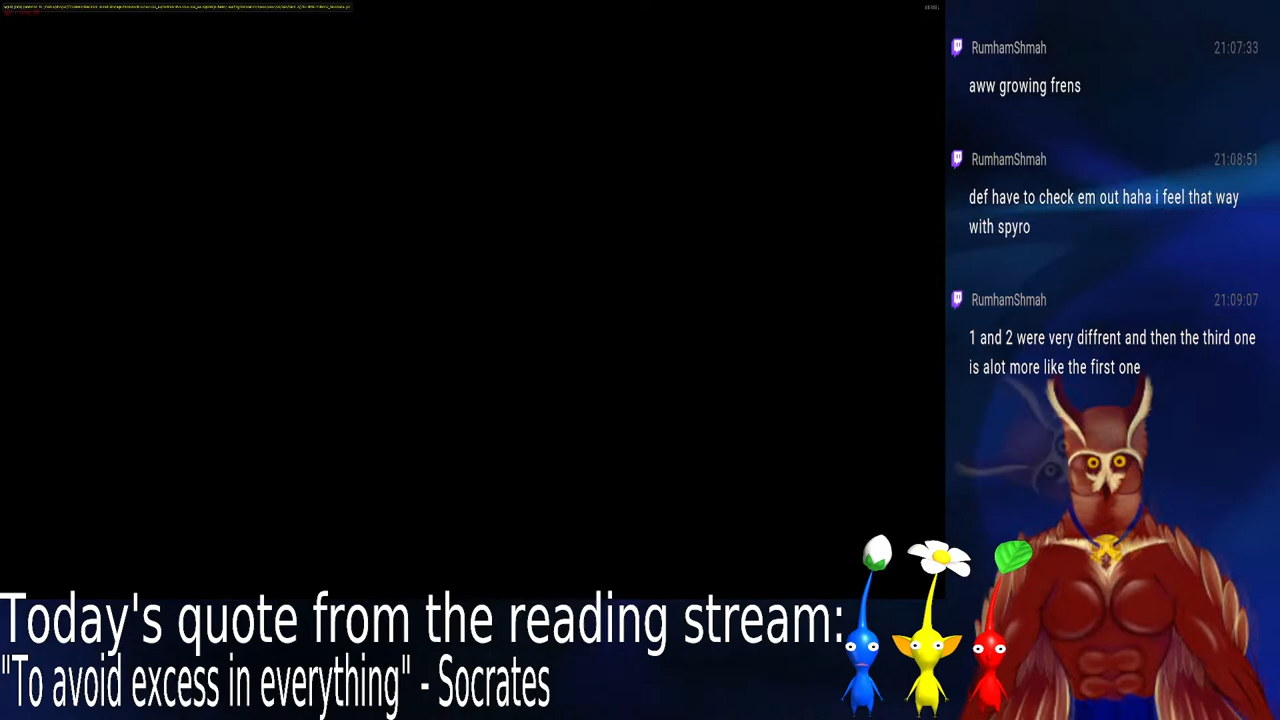 RumhamShmah 21:07:33
aww growing frens
RumhamShmah 21:08:51
def have to check em out haha i feel that way
with spyro
RumhamShmah 21:09:07
1 and 2 were very diffrent and then the third one
is alot more like the first one
Today's quote from the reading stream:
"To avoid excess in everything" - Socrates